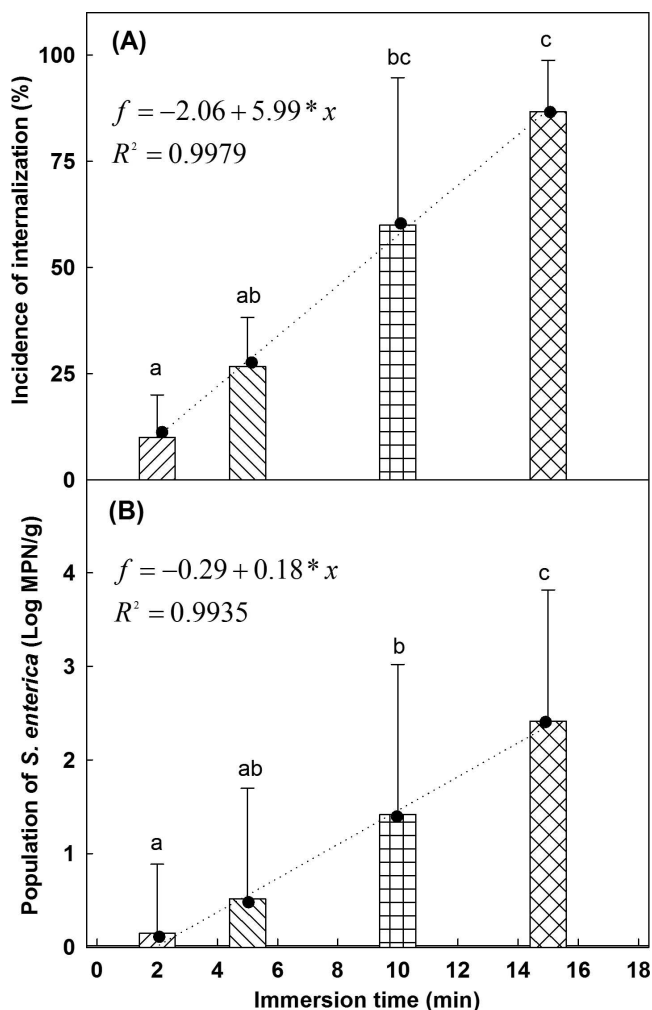 (A)
f = −2.06 + 5.99 * x
R² = 0.9979
a
ab
bc
c
100
75
50
25
0
Incidence of internalization (%)
(B)
f = −0.29 + 0.18 * x
R² = 0.9935
a
ab
b
c
4
3
2
1
0
Population of S. enterica (Log MPN/g)
0 2 4 6 8 10 12 14 16 18
Immersion time (min)